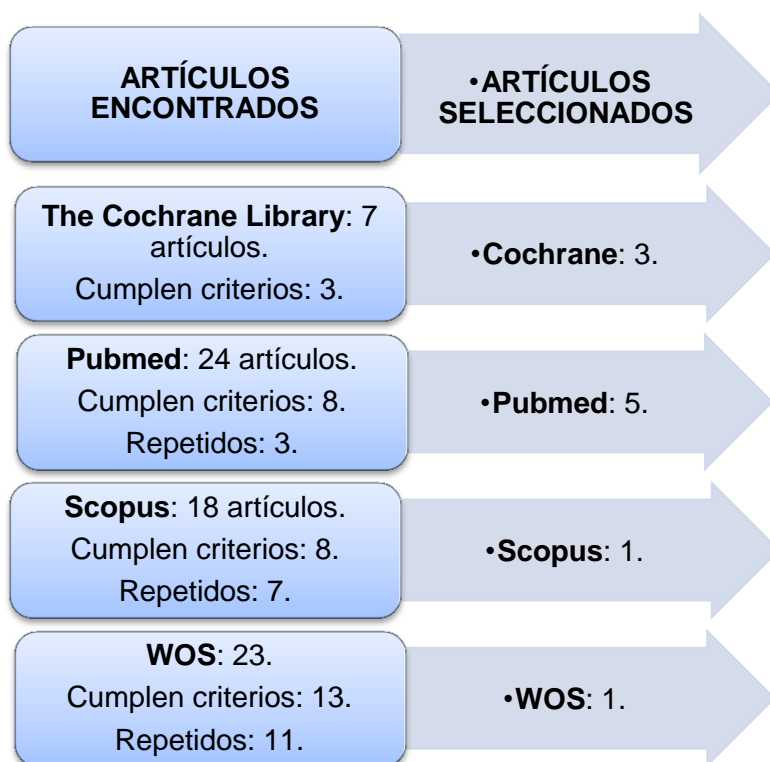 ARTÍCULOS
ENCONTRADOS
•ARTÍCULOS
SELECCIONADOS
The Cochrane Library: 7
artículos.
Cumplen criterios: 3.
•Cochrane: 3.
Pubmed: 24 artículos.
Cumplen criterios: 8.
Repetidos: 3.
•Pubmed: 5.
Scopus: 18 artículos.
Cumplen criterios: 8.
Repetidos: 7.
•Scopus: 1.
WOS: 23.
Cumplen criterios: 13.
Repetidos: 11.
•WOS: 1.